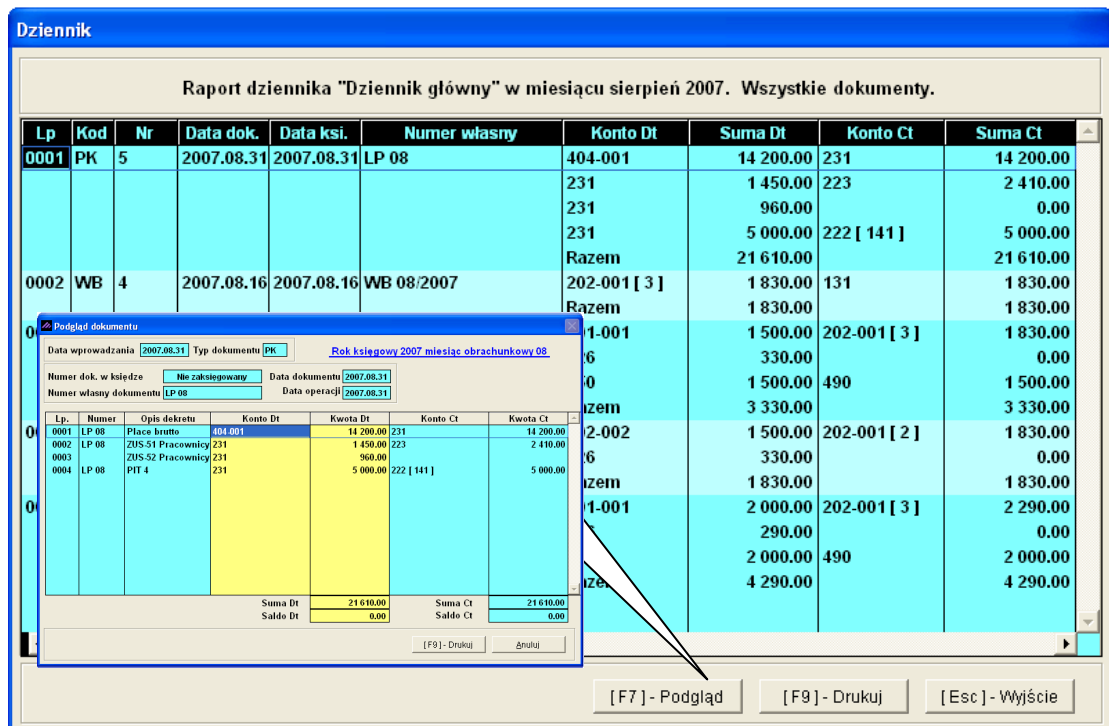 Dziennik
Raport dziennika "Dziennik główny" w miesiącu sierpień 2007. Wszystkie dokumenty.
Lp Kod Nr Data dok. Data ksi. Numer własny Konto Dt Suma Dt Konto Ct Suma Ct
0001 PK 5 2007.08.31 2007.08.31 LP 08 404-001 14 200.00 231 14 200.00
231 1 450.00 223 2 410.00
231 960.00 0.00
231 5 000.00 222 [ 141 ] 5 000.00
Razem 21 610.00 21 610.00
0002 WB 4 2007.08.16 2007.08.16 WB 08/2007 202-001 [ 3 ] 1 830.00 131 1 830.00
Razem 1 830.00 1 830.00
1-001 1 500.00 202-001 [ 3 ] 1 830.00
6 330.00 0.00
0 1 500.00 490 1 500.00
zem 3 330.00 3 330.00
2-002 1 500.00 202-001 [ 2 ] 1 830.00
6 330.00 0.00
zem 1 830.00 1 830.00
1-001 2 000.00 202-001 [ 3 ] 2 290.00
290.00 0.00
2 000.00 490 2 000.00
zem 4 290.00 4 290.00
Podgląd dokumentu
Data wprowadzania 2007.08.31 Typ dokumentu PK Rok księgowy 2007 miesiąc obrachunkowy 08
Numer dok. w księdze Nie zaksięgowany Data dokumentu 2007.08.31
Numer własny dokumentu LP 08 Data operacji 2007.08.31
Lp. Numer Opis dekretu Konto Dt Kwota Dt Konto Ct Kwota Ct
0001 LP 08 Płace brutto 404-001 14 200.00 231 14 200.00
0002 LP 08 ZUS-51 Pracownicy 231 1 450.00 223 2 410.00
0003 ZUS-52 Pracownicy 231 960.00
0004 LP 08 PIT 4 231 5 000.00 222 [ 141 ] 5 000.00
Suma Dt 21 610.00 Suma Ct 21 610.00
Saldo Dt 0.00 Saldo Ct 0.00
[ F9 ] - Drukuj Anuluj
[ F7 ] - Podgląd [ F9 ] - Drukuj [ Esc ] - Wyjście